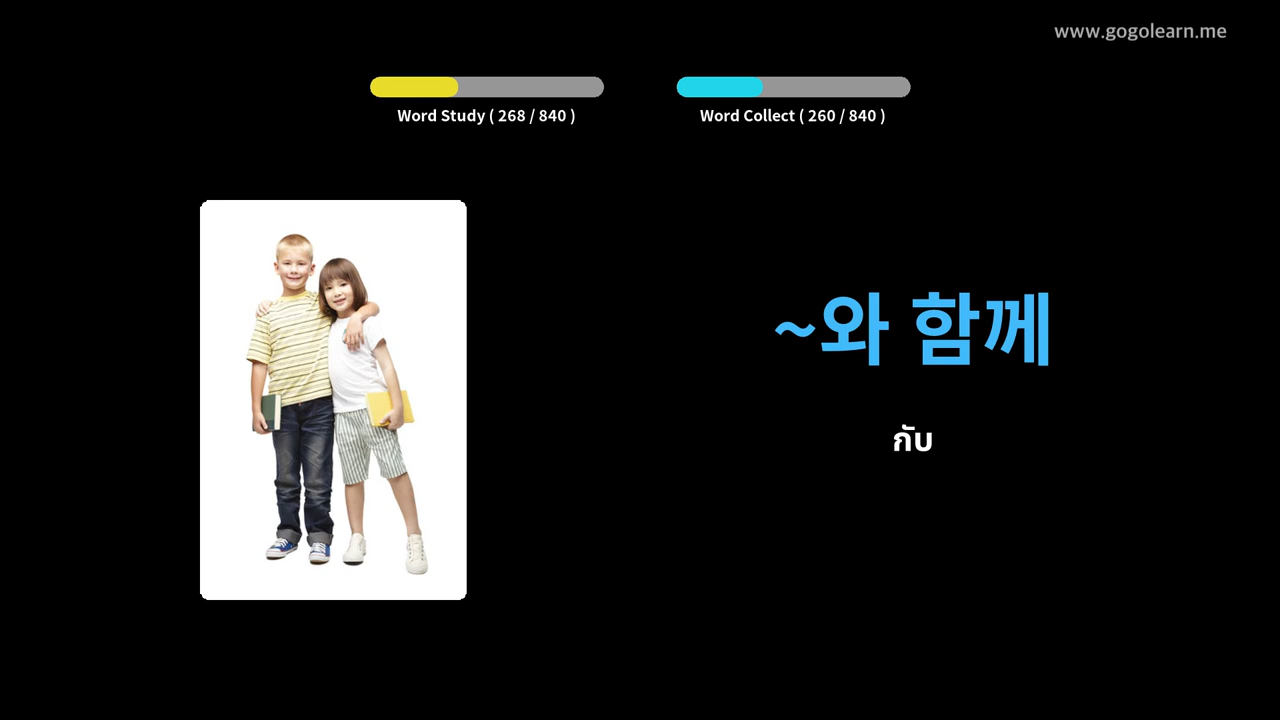 www.gogolearn.me
Word Study ( 268 / 840 )
Word Collect ( 260 / 840 )
~와 함께
กับ